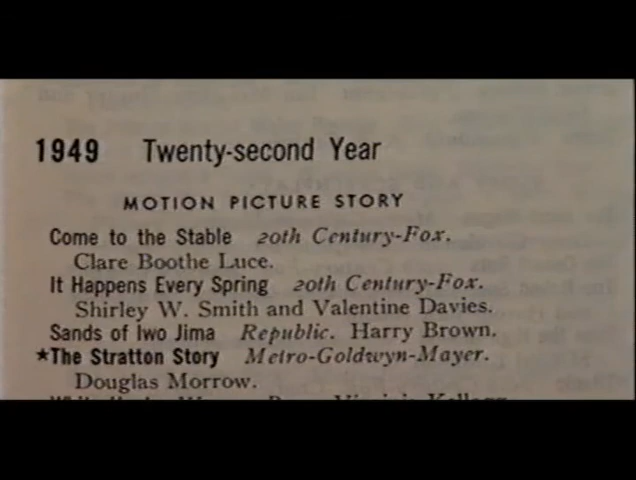 1949 Twenty-second Year
MOTION PICTURE STORY
Come to the Stable 20th Century-Fox.
Clare Boothe Luce.
It Happens Every Spring 20th Century-Fox.
Shirley W. Smith and Valentine Davies.
Sands of Iwo Jima Republic. Harry Brown.
★The Stratton Story Metro-Goldwyn-Mayer.
Douglas Morrow.